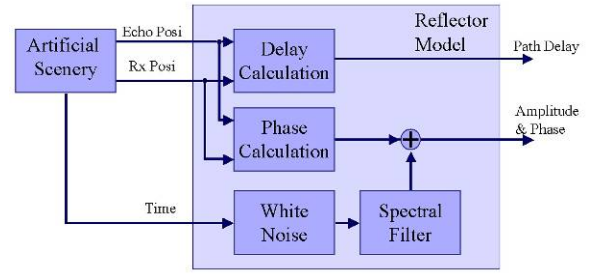 Reflector
Model
Artificial
Scenery
Echo Posi
Rx Posi
Delay
Calculation
Path Delay
Phase
Calculation
Amplitude
& Phase
Time
White
Noise
Spectral
Filter